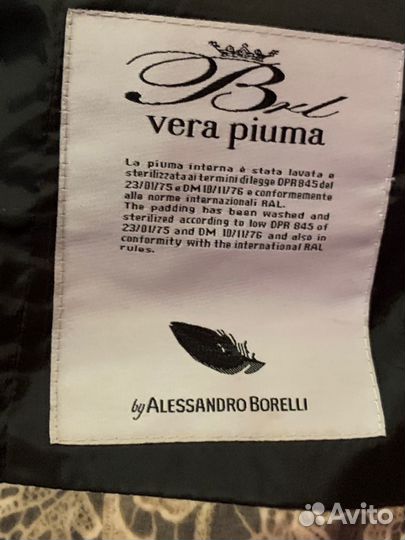 Brl
vera piuma
La piuma interna è stata lavata e
sterilizzata ai termini di legge DPR 845 del
23/01/75 e DM 10/11/76 e conformemente
alle norme internazionali RAL.
The padding has been washed and
sterilized according to low DPR 845 of
23/01/75 and DM 10/11/76 and also in
conformity with the international RAL
rules.
by ALESSANDRO BORELLI
Avito